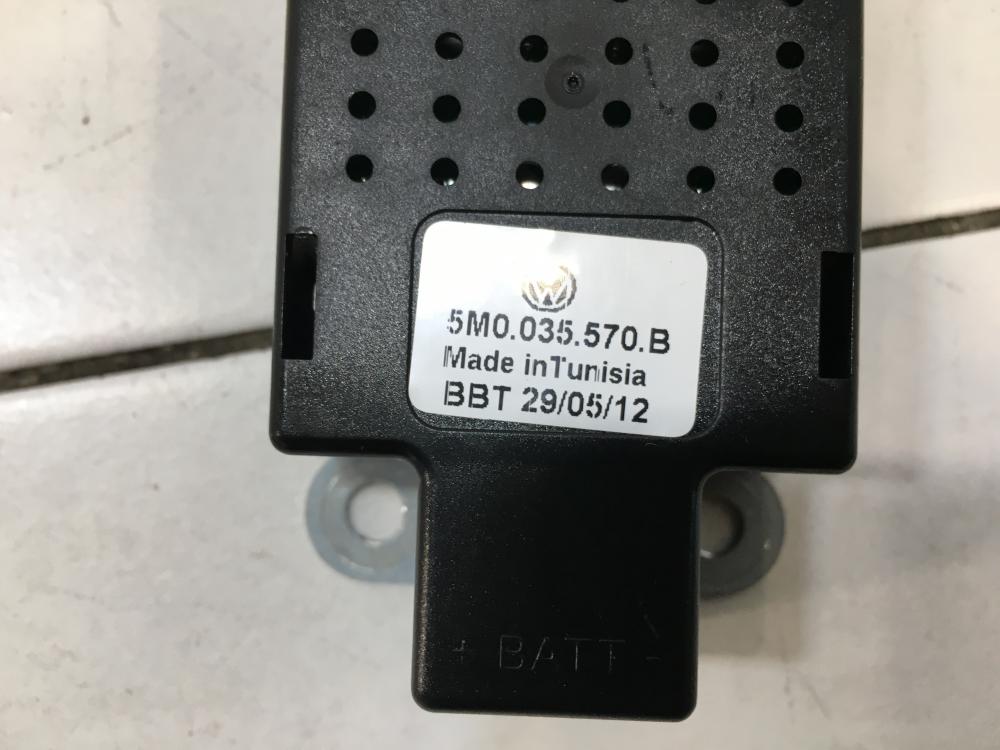 5M0.035.570.B
Made inTunisia
BBT 29/05/12
+ BATT -